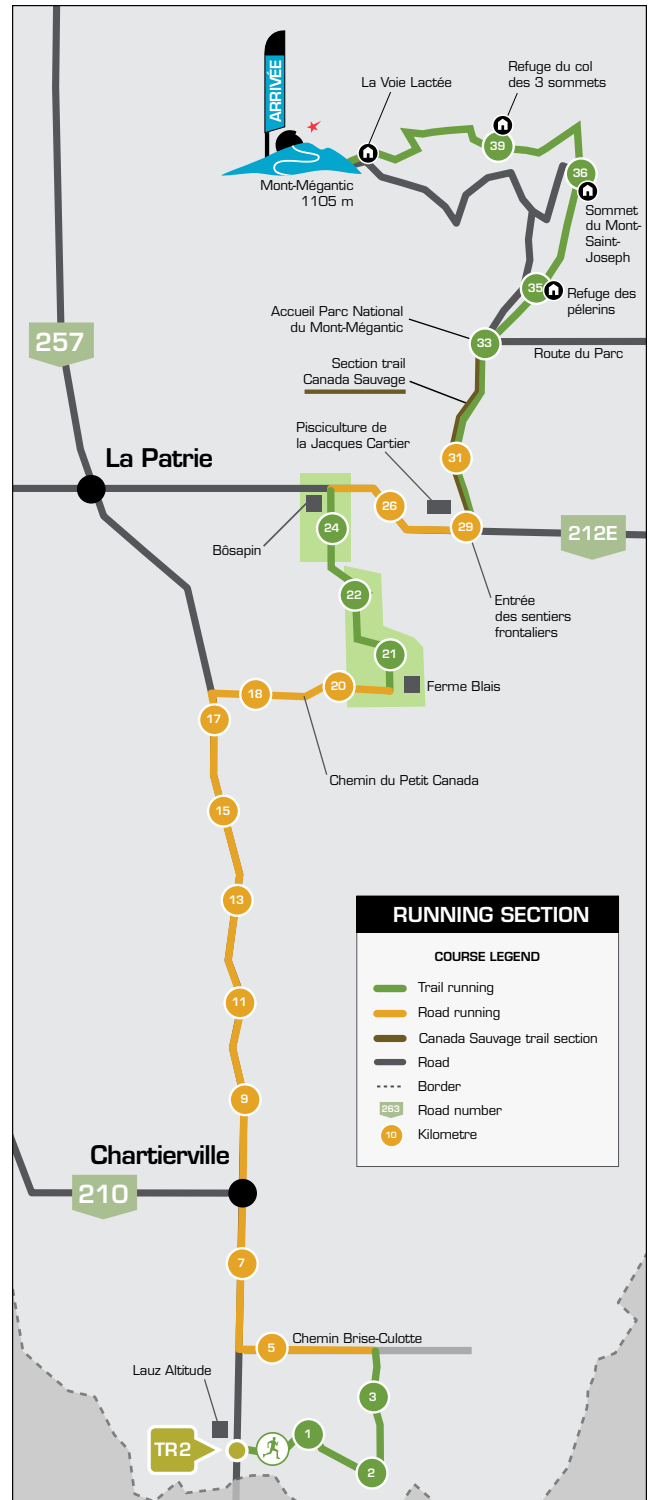 ARRIVÉE
La Voie Lactée
Refuge du col
des 3 sommets
39
36
Mont-Mégantic
1105 m
Sommet
du Mont-
Saint-
Joseph
35
Refuge des
pélerins
Accueil Parc National
du Mont-Mégantic
33
Route du Parc
257
Section trail
Canada Sauvage
Pisciculture de
la Jacques Cartier
31
La Patrie
26
29
212E
24
Bôsapin
22
Entrée
des sentiers
frontaliers
21
20
Ferme Blais
18
17
Chemin du Petit Canada
15
13
11
9
RUNNING SECTION
COURSE LEGEND
Trail running
Road running
Canada Sauvage trail section
Road
Border
263 Road number
10 Kilometre
Chartierville
210
7
Chemin Brise-Culotte
5
Lauz Altitude
3
1
TR2
2